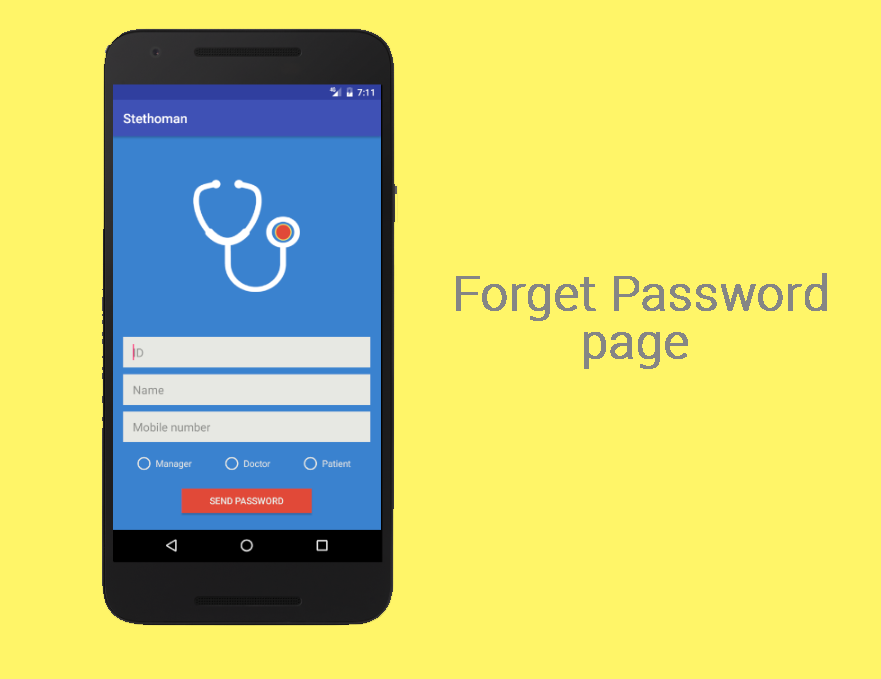 7:11
Stethoman
ID
Name
Mobile number
Manager Doctor Patient
SEND PASSWORD
Forget Password
page